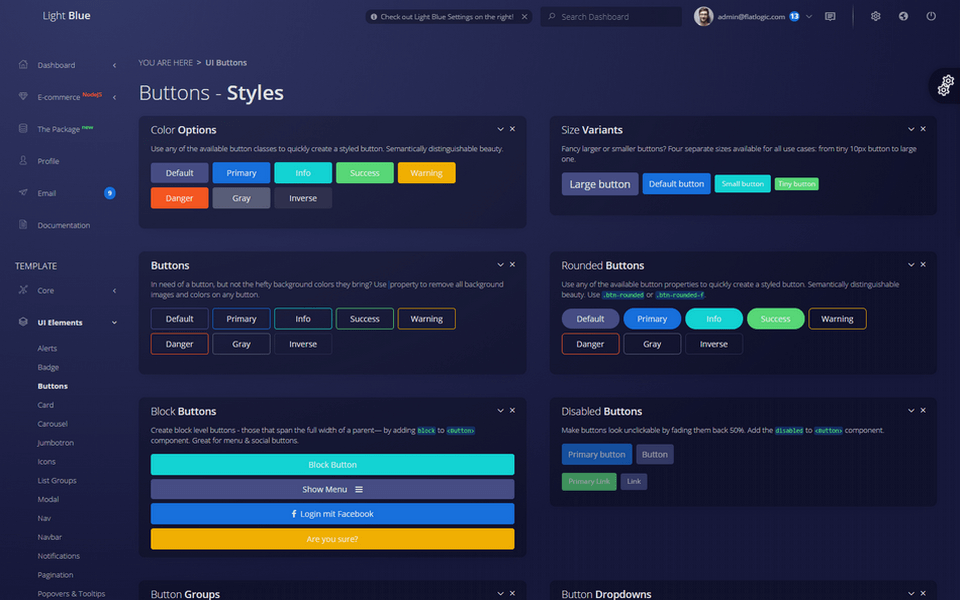 Light Blue
Check out Light Blue Settings on the right!
Search Dashboard
admin@flatlogic.com 13
Dashboard
E-commerce NodeJS
The Package new
Profile
Email 9
Documentation
TEMPLATE
Core
UI Elements
Alerts
Badge
Buttons
Card
Carousel
Jumbotron
Icons
List Groups
Modal
Nav
Navbar
Notifications
Pagination
Popovers & Tooltips
YOU ARE HERE > UI Buttons
Buttons - Styles
Color Options
Use any of the available button classes to quickly create a styled button. Semantically distinguishable beauty.
Default Primary Info Success Warning
Danger Gray Inverse
Size Variants
Fancy larger or smaller buttons? Four separate sizes available for all use cases: from tiny 10px button to large
one.
Large button Default button Small button Tiny button
Buttons
In need of a button, but not the hefty background colors they bring? Use property to remove all background
images and colors on any button.
Default Primary Info Success Warning
Danger Gray Inverse
Rounded Buttons
Use any of the available button properties to quickly create a styled button. Semantically distinguishable
beauty. Use .btn-rounded or .btn-rounded-f.
Default Primary Info Success Warning
Danger Gray Inverse
Block Buttons
Create block level buttons - those that span the full width of a parent— by adding block to <Button>
component. Great for menu & social buttons.
Block Button
Show Menu
f Login mit Facebook
Are you sure?
Disabled Buttons
Make buttons look unclickable by fading them back 50%. Add the disabled to <Button> component.
Primary button Button
Primary Link Link
Button Groups
Button Dropdowns